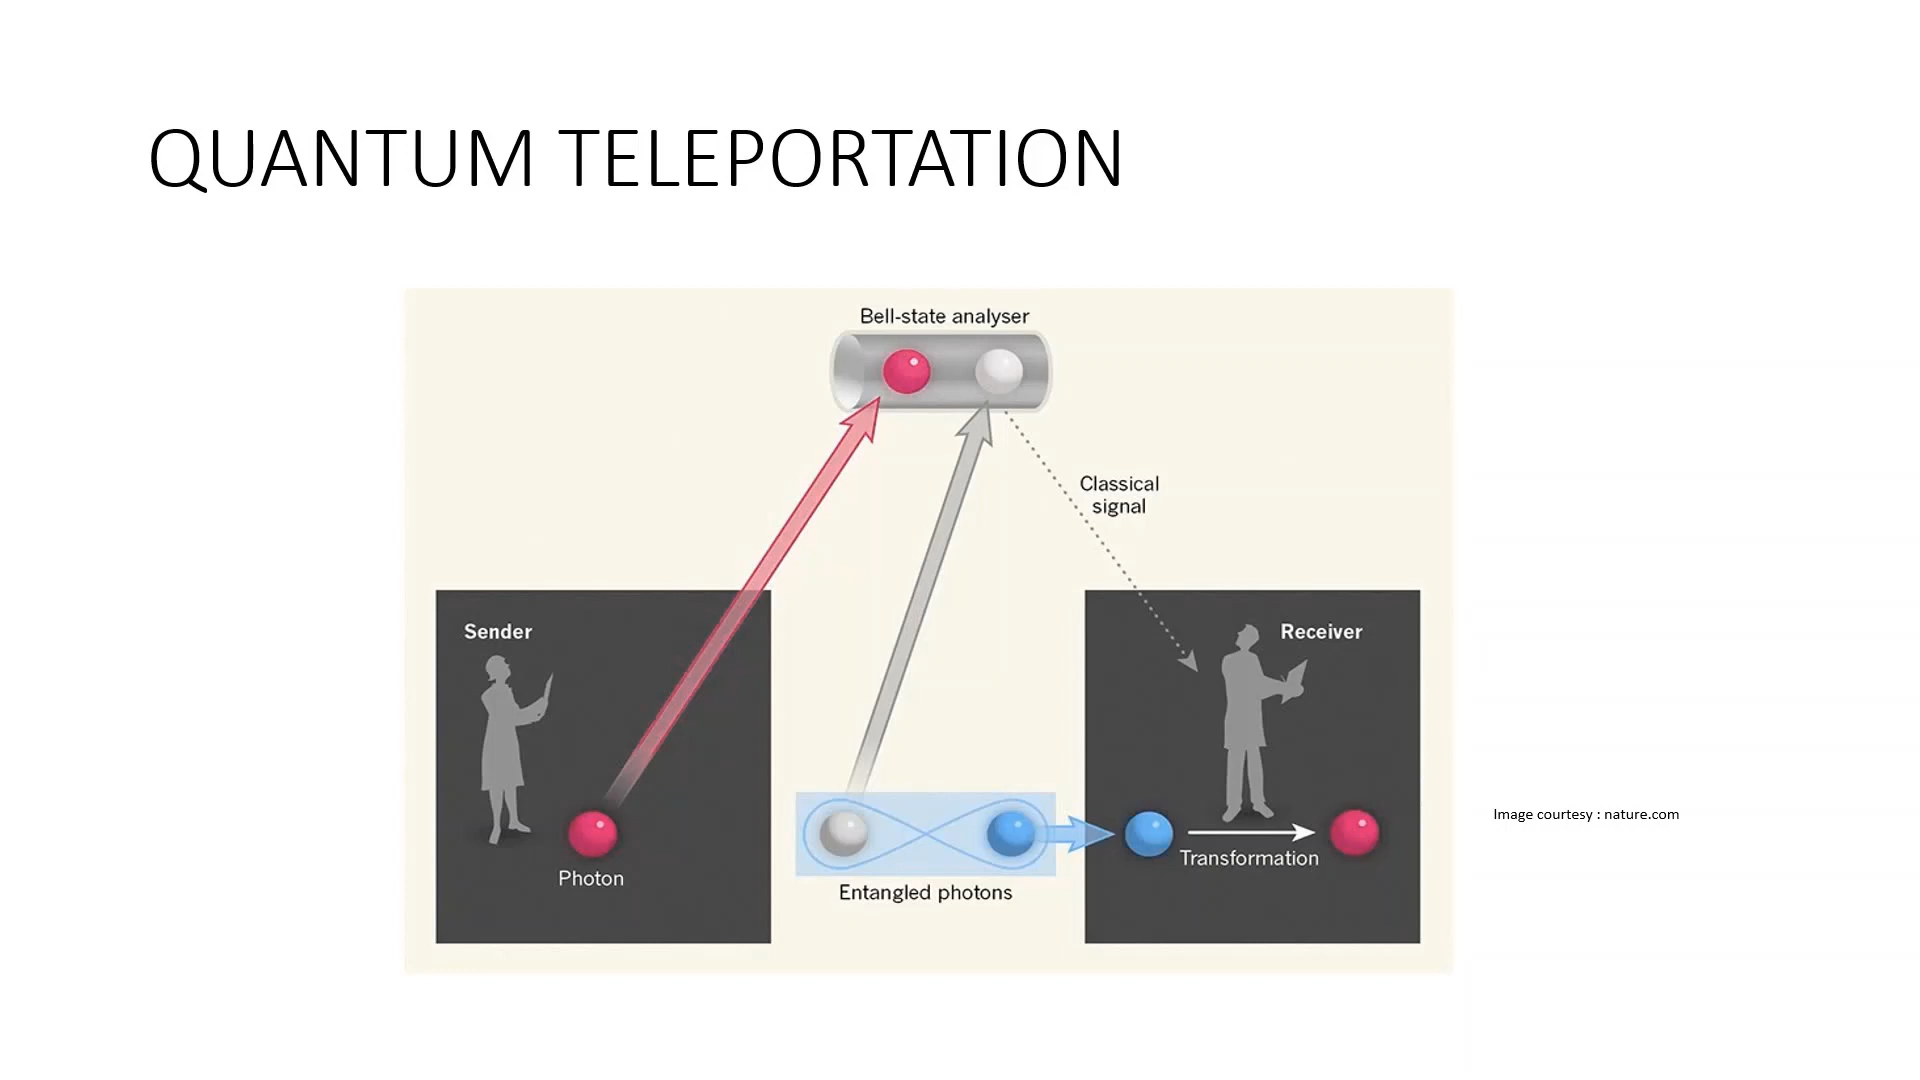 QUANTUM TELEPORTATION
Bell-state analyser
Classical
signal
Sender
Receiver
Photon
Entangled photons
Transformation
Image courtesy : nature.com